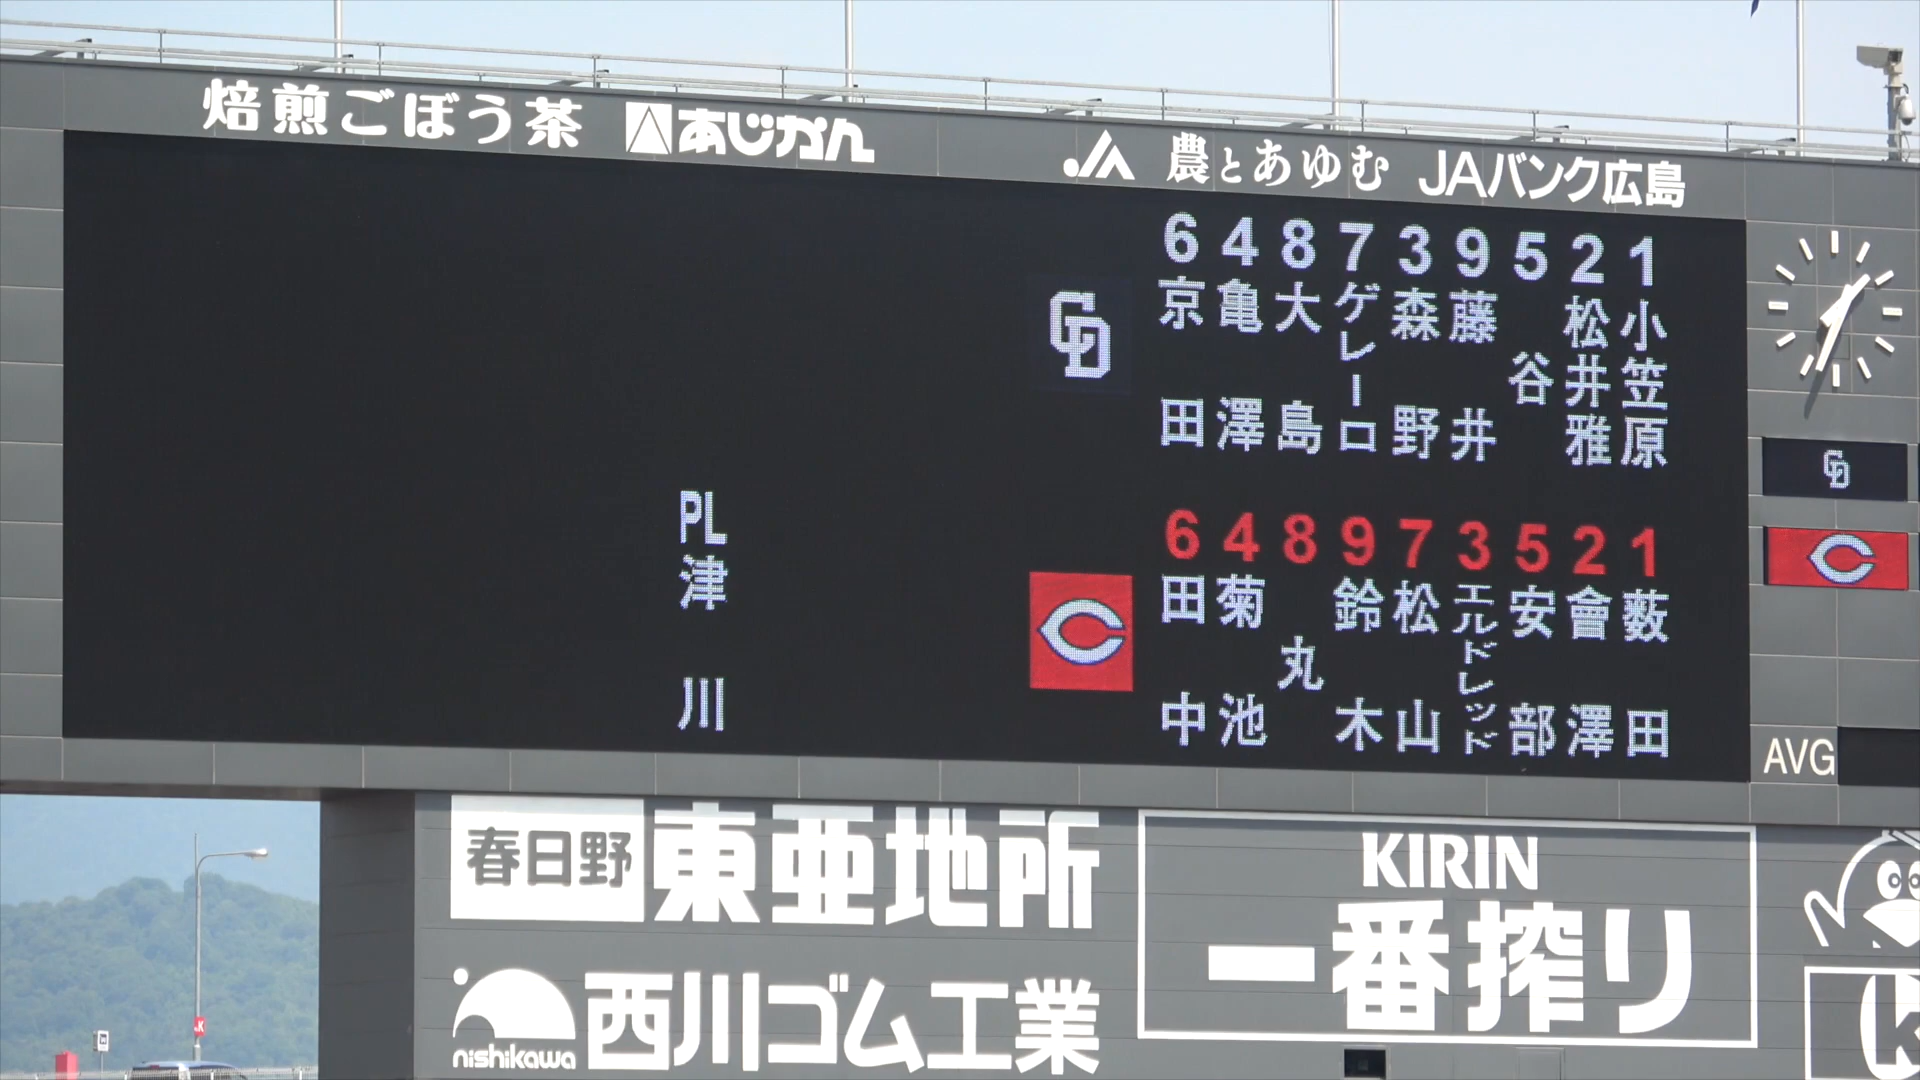 焙煎ごぼう茶 あじかん
JA 農とあゆむ JAバンク広島
6 4 8 7 3 9 5 2 1
京田 亀澤 大島 ゲレーロ 森野 藤井 谷 松井雅 小笠原
PL
津川
6 4 8 9 7 3 5 2 1
田中 菊池 丸 鈴木 松山 エルドレッド 安部 會澤 薮田
AVG
春日野 東亜地所
nishikawa 西川ゴム工業
KIRIN
一番搾り